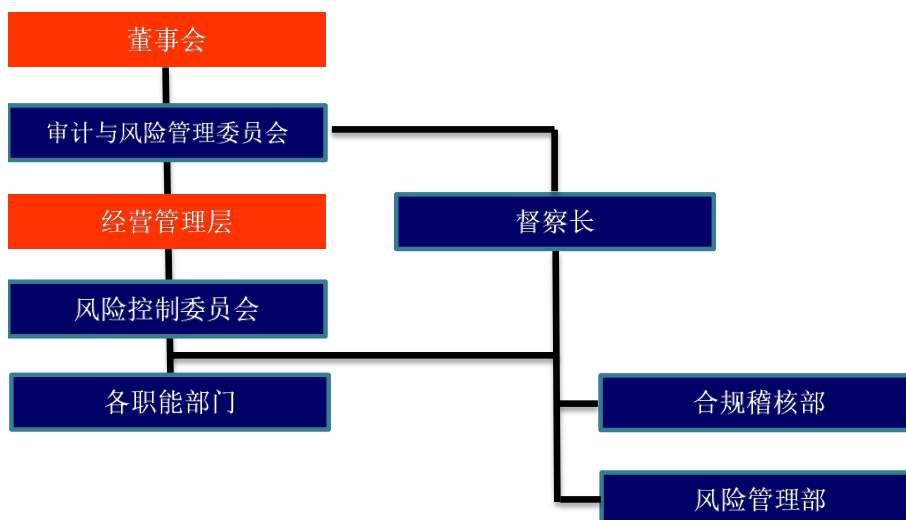 董事会
审计与风险管理委员会
经营管理层
督察长
风险控制委员会
各职能部门
合规稽核部
风险管理部